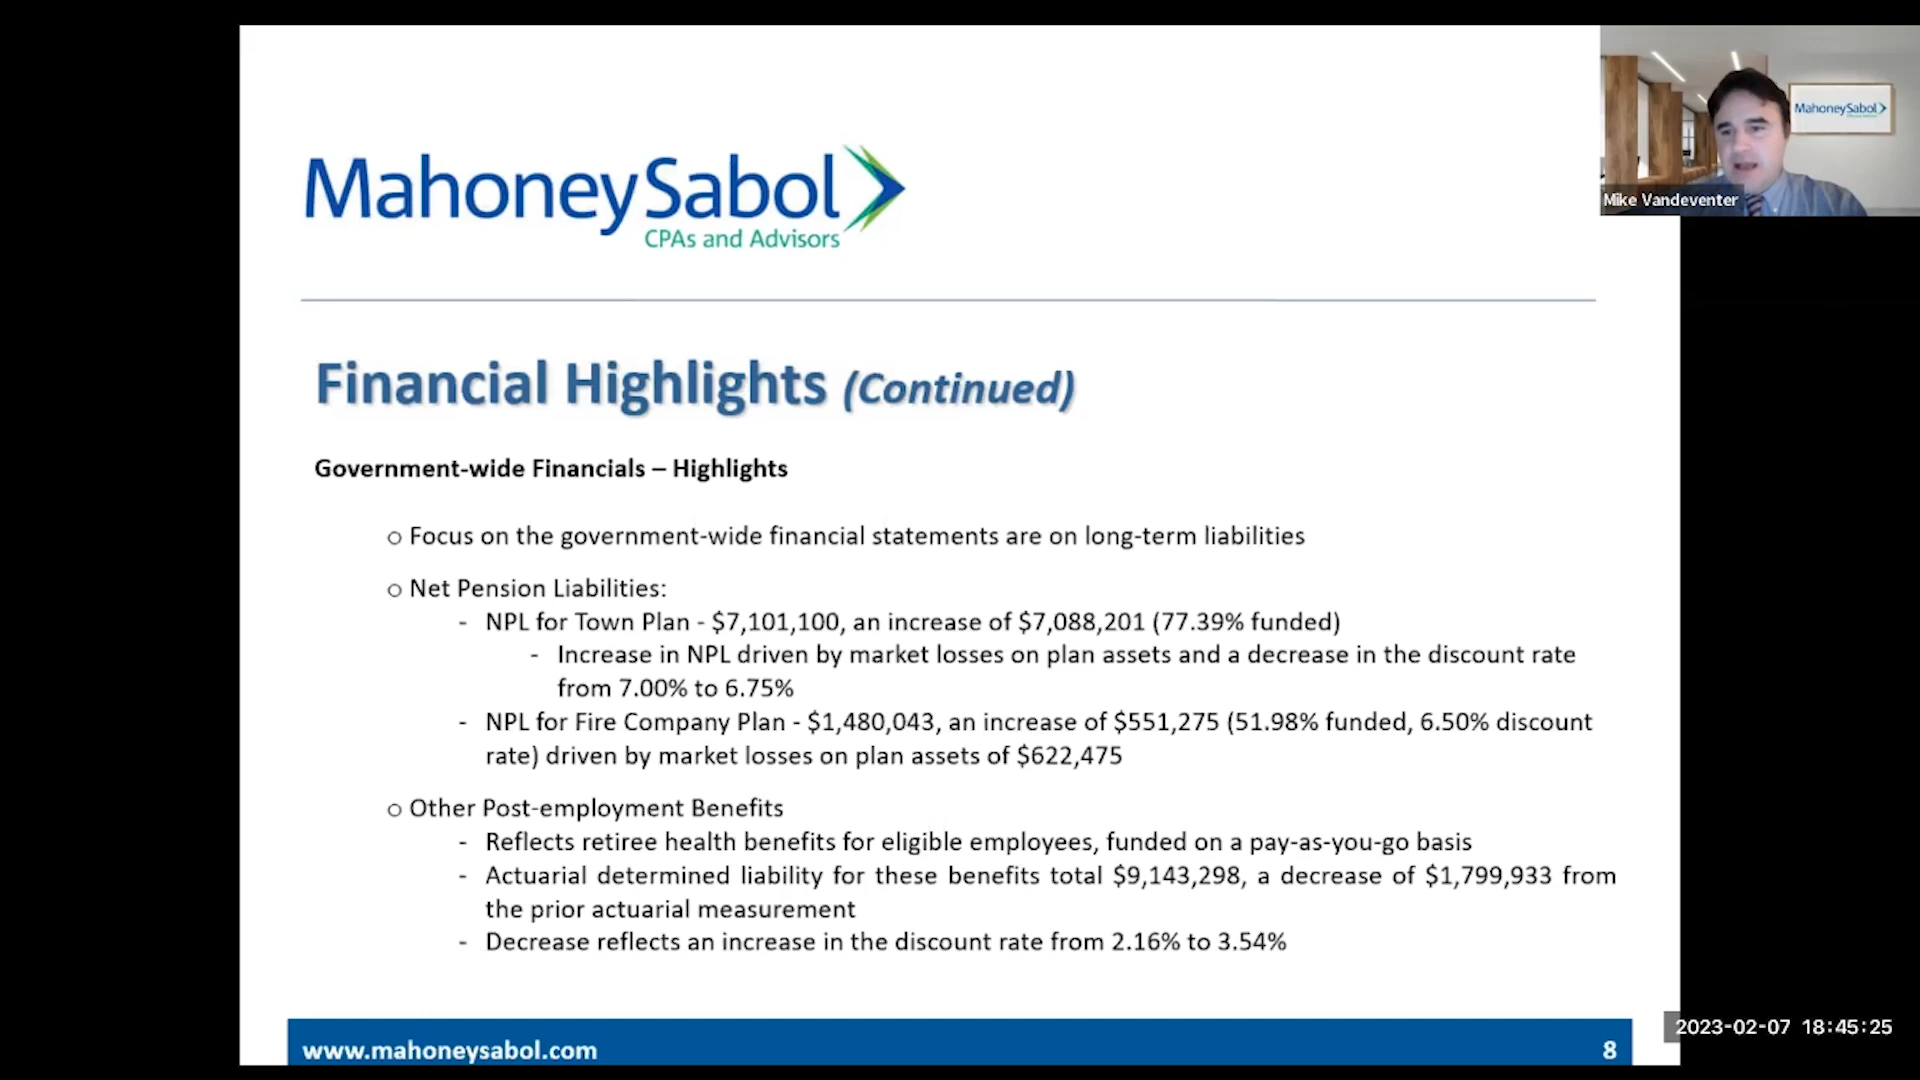 MahoneySabol
CPAs and Advisors
MahoneySabol
Mike Vandeventer
Financial Highlights (Continued)
Government-wide Financials – Highlights
o Focus on the government-wide financial statements are on long-term liabilities
o Net Pension Liabilities:
- NPL for Town Plan - $7,101,100, an increase of $7,088,201 (77.39% funded)
- Increase in NPL driven by market losses on plan assets and a decrease in the discount rate
from 7.00% to 6.75%
- NPL for Fire Company Plan - $1,480,043, an increase of $551,275 (51.98% funded, 6.50% discount
rate) driven by market losses on plan assets of $622,475
o Other Post-employment Benefits
- Reflects retiree health benefits for eligible employees, funded on a pay-as-you-go basis
- Actuarial determined liability for these benefits total $9,143,298, a decrease of $1,799,933 from
the prior actuarial measurement
- Decrease reflects an increase in the discount rate from 2.16% to 3.54%
www.mahoneysabol.com
8
2023-02-07 18:45:25